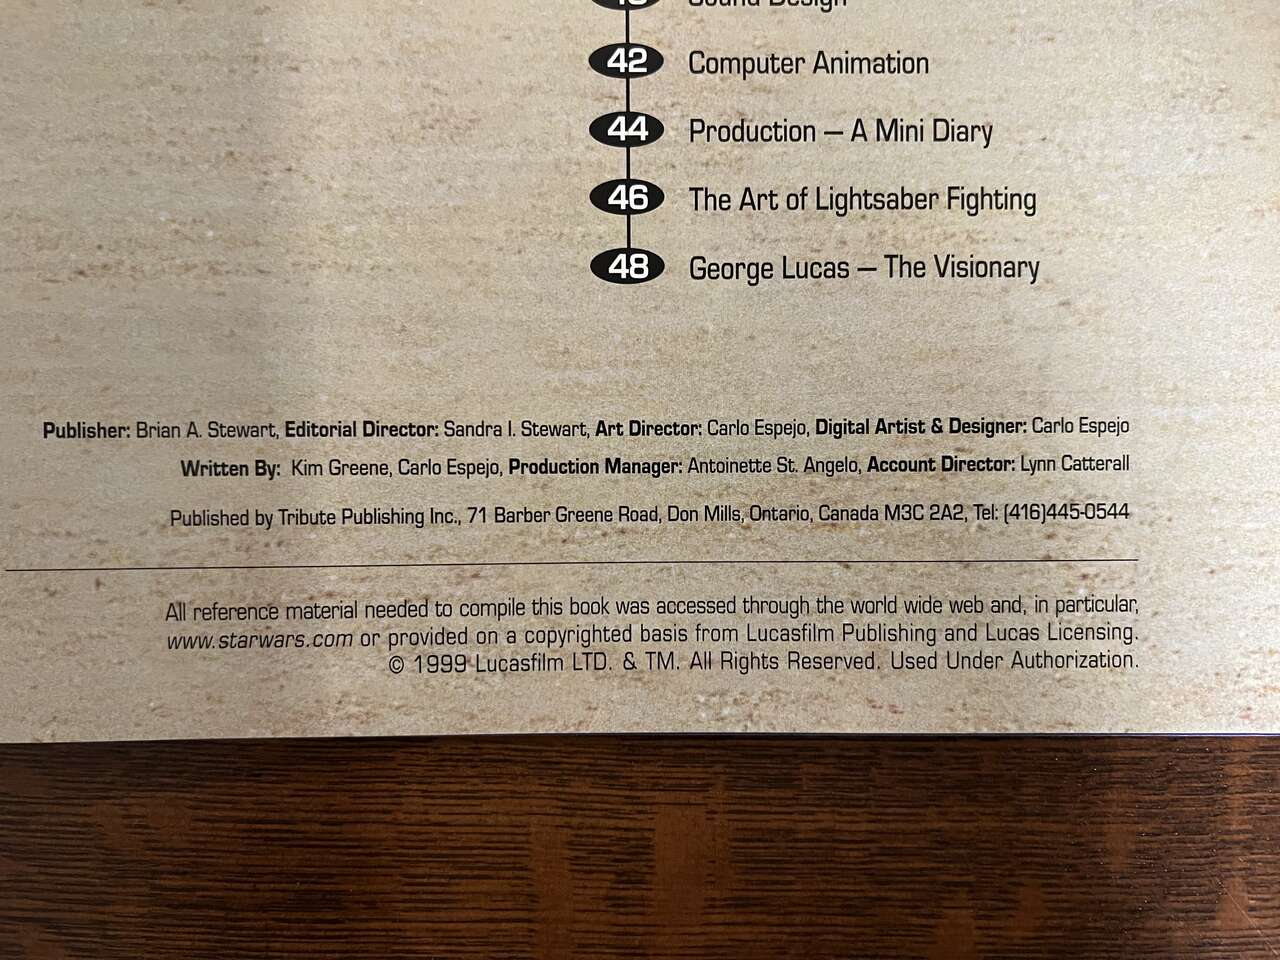 Sound Design
42 Computer Animation
44 Production – A Mini Diary
46 The Art of Lightsaber Fighting
48 George Lucas – The Visionary
Publisher: Brian A. Stewart, Editorial Director: Sandra I. Stewart, Art Director: Carlo Espejo, Digital Artist & Designer: Carlo Espejo
Written By: Kim Greene, Carlo Espejo, Production Manager: Antoinette St. Angelo, Account Director: Lynn Catterall
Published by Tribute Publishing Inc., 71 Barber Greene Road, Don Mills, Ontario, Canada M3C 2A2, Tel: (416)445-0544
All reference material needed to compile this book was accessed through the world wide web and, in particular,
www.starwars.com or provided on a copyrighted basis from Lucasfilm Publishing and Lucas Licensing.
© 1999 Lucasfilm LTD. & TM. All Rights Reserved. Used Under Authorization.